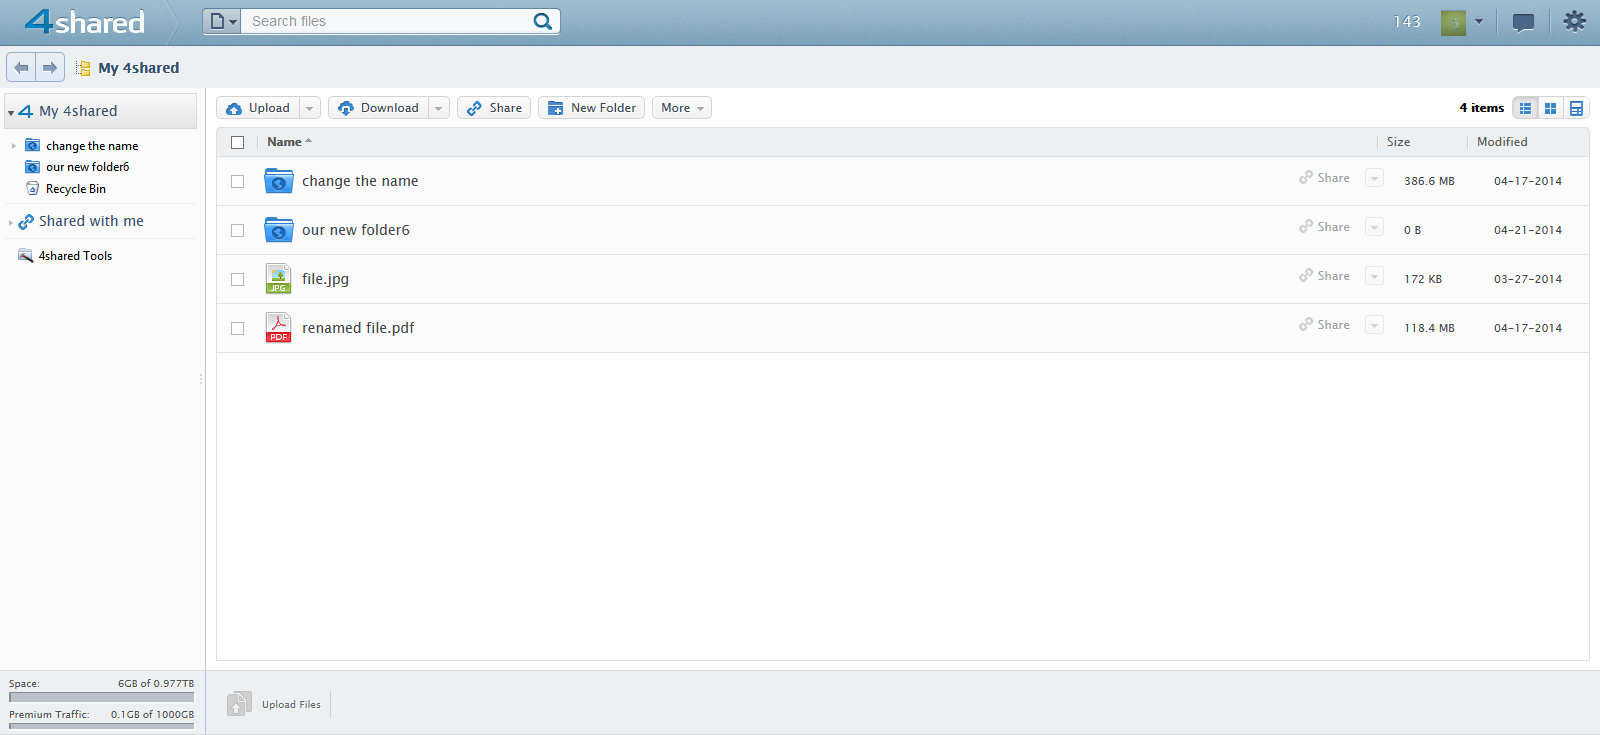 4shared
Search files
143
My 4shared
My 4shared
change the name
our new folder6
Recycle Bin
Shared with me
4shared Tools
Upload Download Share New Folder More
4 items
Name Size Modified
change the name Share 386.6 MB 04-17-2014
our new folder6 Share 0 B 04-21-2014
JPG file.jpg Share 172 KB 03-27-2014
PDF renamed file.pdf Share 118.4 MB 04-17-2014
Space: 6GB of 0.977TB
Premium Traffic: 0.1GB of 1000GB
Upload Files